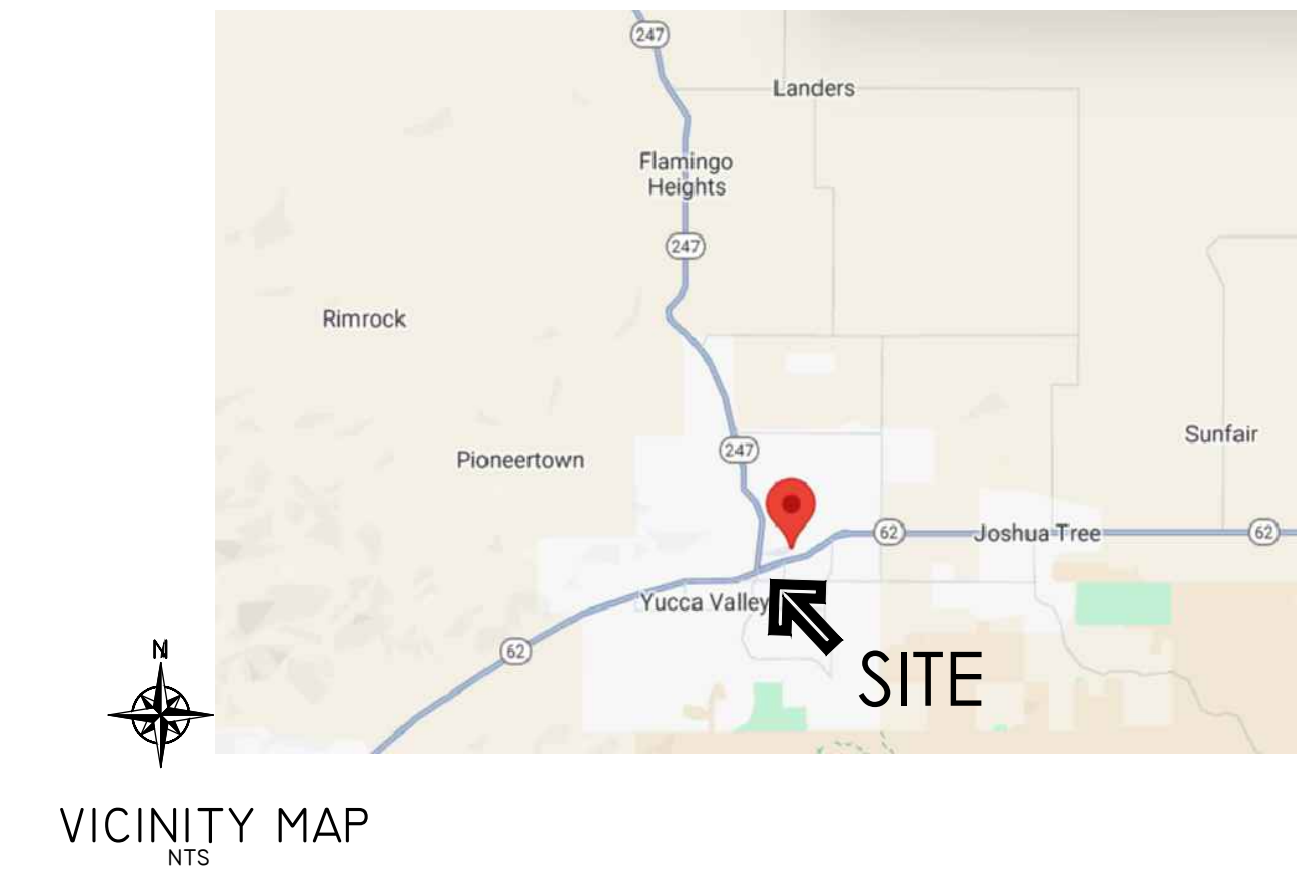 247
Landers
Flamingo
Heights
247
Rimrock
Sunfair
247
Pioneertown
62
Joshua Tree
62
Yucca Valley
62
SITE
N
VICINITY MAP
NTS